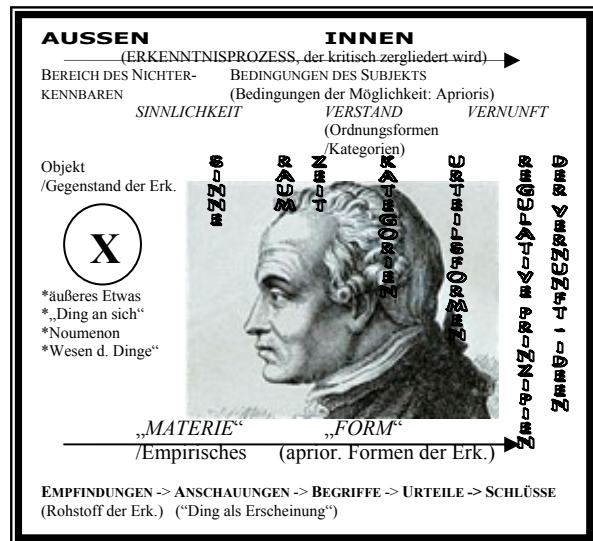 AUSSEN INNEN
(ERKENNTNISPROZESS, der kritisch zergliedert wird)
BEREICH DES NICHTER- BEDINGUNGEN DES SUBJEKTS
KENNBAREN (Bedingungen der Möglichkeit: Aprioris)
SINNLICHKEIT VERSTAND VERNUNFT
(Ordnungsformen
/Kategorien)
Objekt
/Gegenstand der Erk.
SINNE
RAUM
ZEIT
KATEGORIEN
URTEILSFORMEN
REGULATIVE PRINZIPIEN
DER VERNUNFT - IDEEN
X
*äußeres Etwas
*„Ding an sich“
*Noumenon
*Wesen d. Dinge“
„MATERIE“ „FORM“
/Empirisches (aprior. Formen der Erk.)
EMPFINDUNGEN -> ANSCHAUUNGEN -> BEGRIFFE -> URTEILE -> SCHLÜSSE
(Rohstoff der Erk.) (“Ding als Erscheinung“)